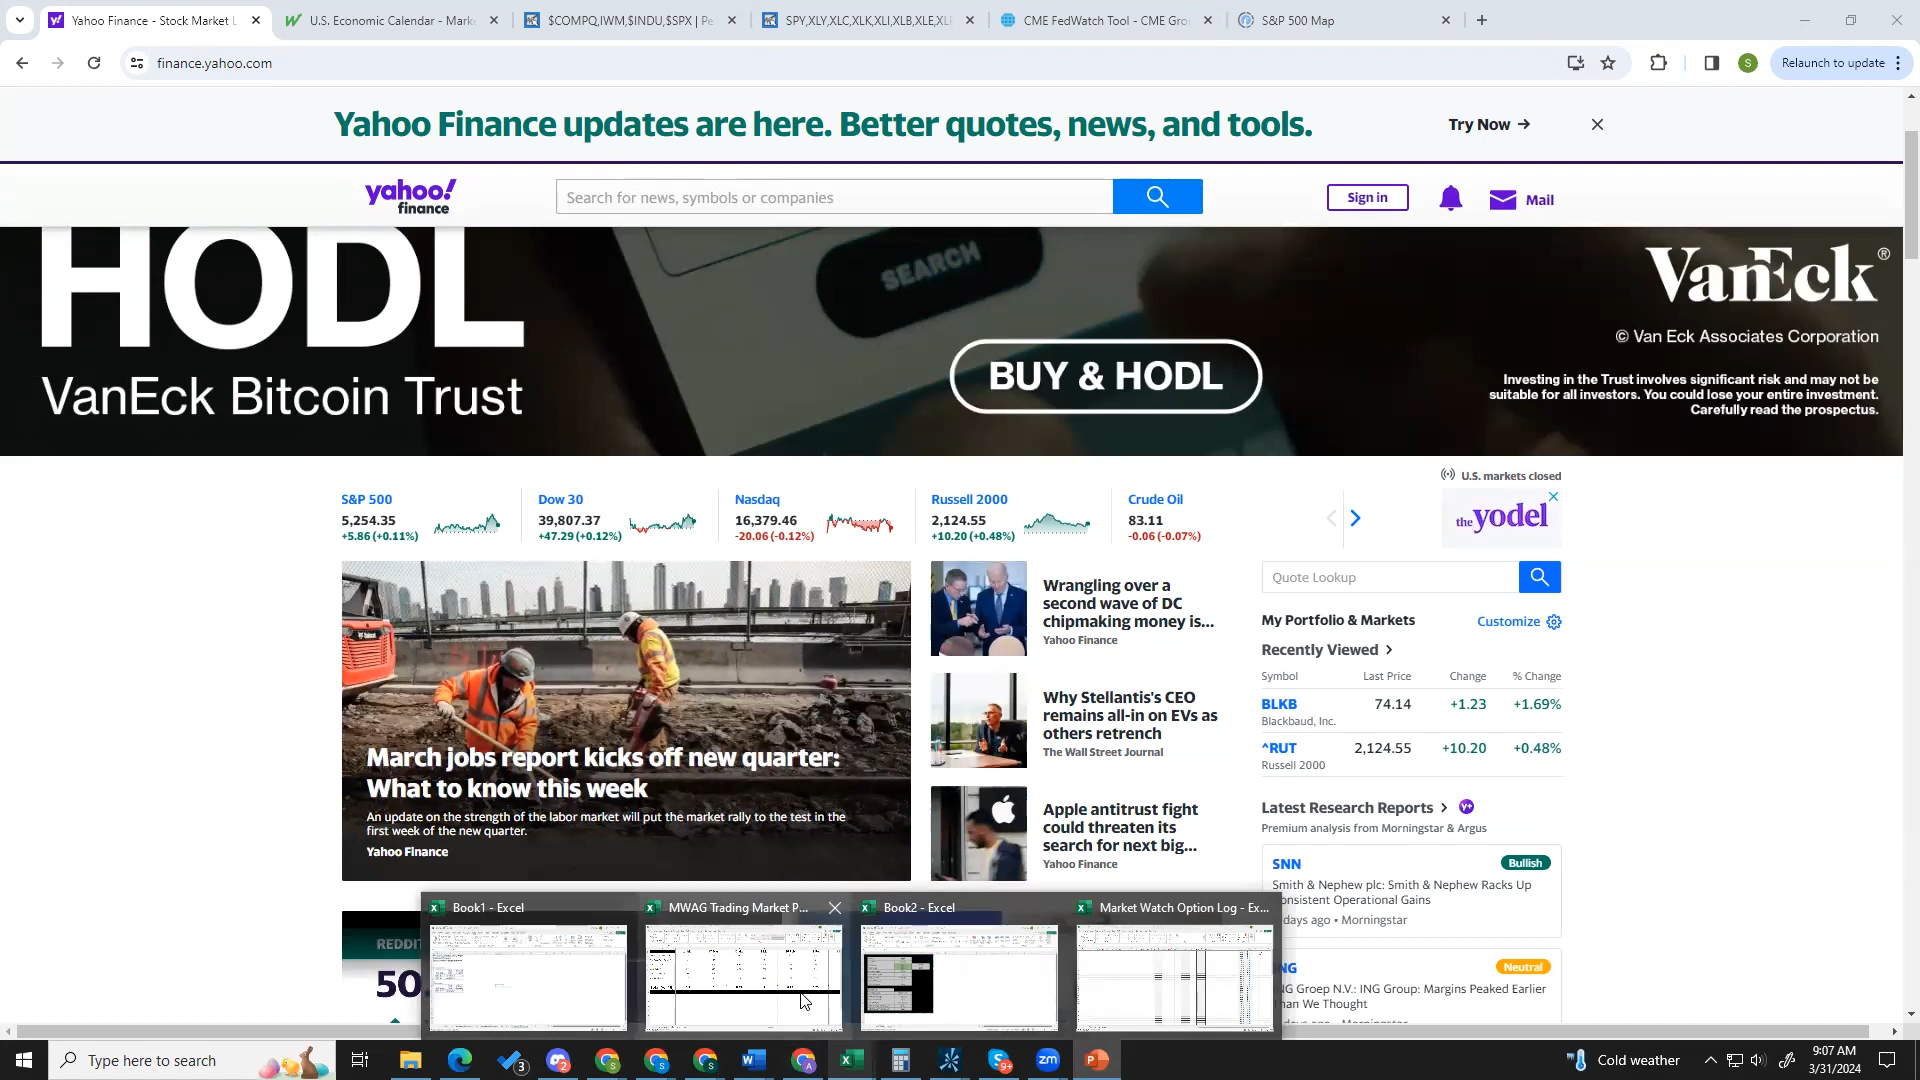 Yahoo Finance - Stock Market L
U.S. Economic Calendar - Marke
$COMPQ,IWM,$INDU,$SPX | Pe
SPY,XLY,XLC,XLK,XLI,XLB,XLE,XLF
CME FedWatch Tool - CME Grou
S&P 500 Map
finance.yahoo.com
S
Relaunch to update
Yahoo Finance updates are here. Better quotes, news, and tools.
Try Now →
yahoo!
finance
Search for news, symbols or companies
Sign in
Mail
HODL
VanEck Bitcoin Trust
SEARCH
BUY & HODL
VanEck®
© Van Eck Associates Corporation
Investing in the Trust involves significant risk and may not be
suitable for all investors. You could lose your entire investment.
Carefully read the prospectus.
U.S. markets closed
S&P 500
5,254.35
+5.86 (+0.11%)
Dow 30
39,807.37
+47.29 (+0.12%)
Nasdaq
16,379.46
-20.06 (-0.12%)
Russell 2000
2,124.55
+10.20 (+0.48%)
Crude Oil
83.11
-0.06 (-0.07%)
the yodel
March jobs report kicks off new quarter:
What to know this week
An update on the strength of the labor market will put the market rally to the test in the
first week of the new quarter.
Yahoo Finance
Wrangling over a
second wave of DC
chipmaking money is...
Yahoo Finance
Why Stellantis's CEO
remains all-in on EVs as
others retrench
The Wall Street Journal
Apple antitrust fight
could threaten its
search for next big...
Yahoo Finance
Quote Lookup
My Portfolio & Markets
Customize
Recently Viewed
Symbol Last Price Change % Change
BLKB 74.14 +1.23 +1.69%
Blackbaud, Inc.
^RUT 2,124.55 +10.20 +0.48%
Russell 2000
Latest Research Reports
Premium analysis from Morningstar & Argus
SNN
Bullish
Smith & Nephew plc: Smith & Nephew Racks Up
onsistent Operational Gains
days ago • Morningstar
NG
Neutral
NG Groep N.V.: ING Group: Margins Peaked Earlier
han We Thought
REDDIT
50
Book1 - Excel
MWAG Trading Market P...
Book2 - Excel
Market Watch Option Log - Ex...
Type here to search
3
2
9+
zm
Cold weather
9:07 AM
3/31/2024